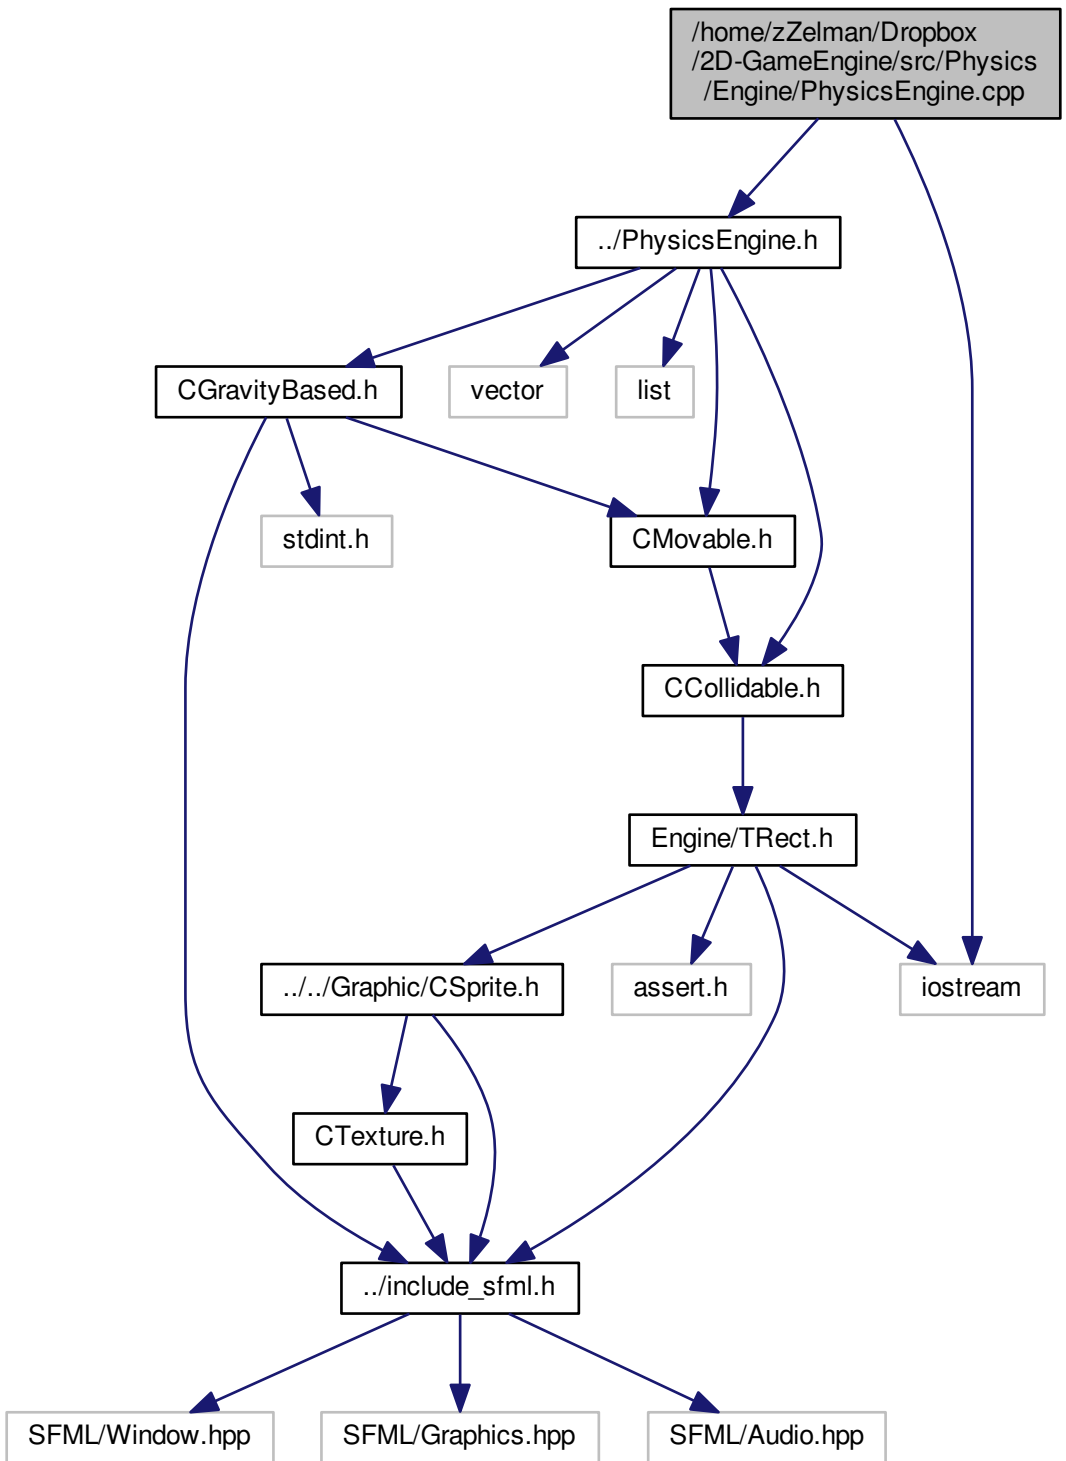 /home/zZelman/Dropbox
/2D-GameEngine/src/Physics
/Engine/PhysicsEngine.cpp
../PhysicsEngine.h
CGravityBased.h
vector
list
stdint.h
CMovable.h
CCollidable.h
Engine/TRect.h
../../Graphic/CSprite.h
assert.h
iostream
CTexture.h
../include_sfml.h
SFML/Window.hpp
SFML/Graphics.hpp
SFML/Audio.hpp